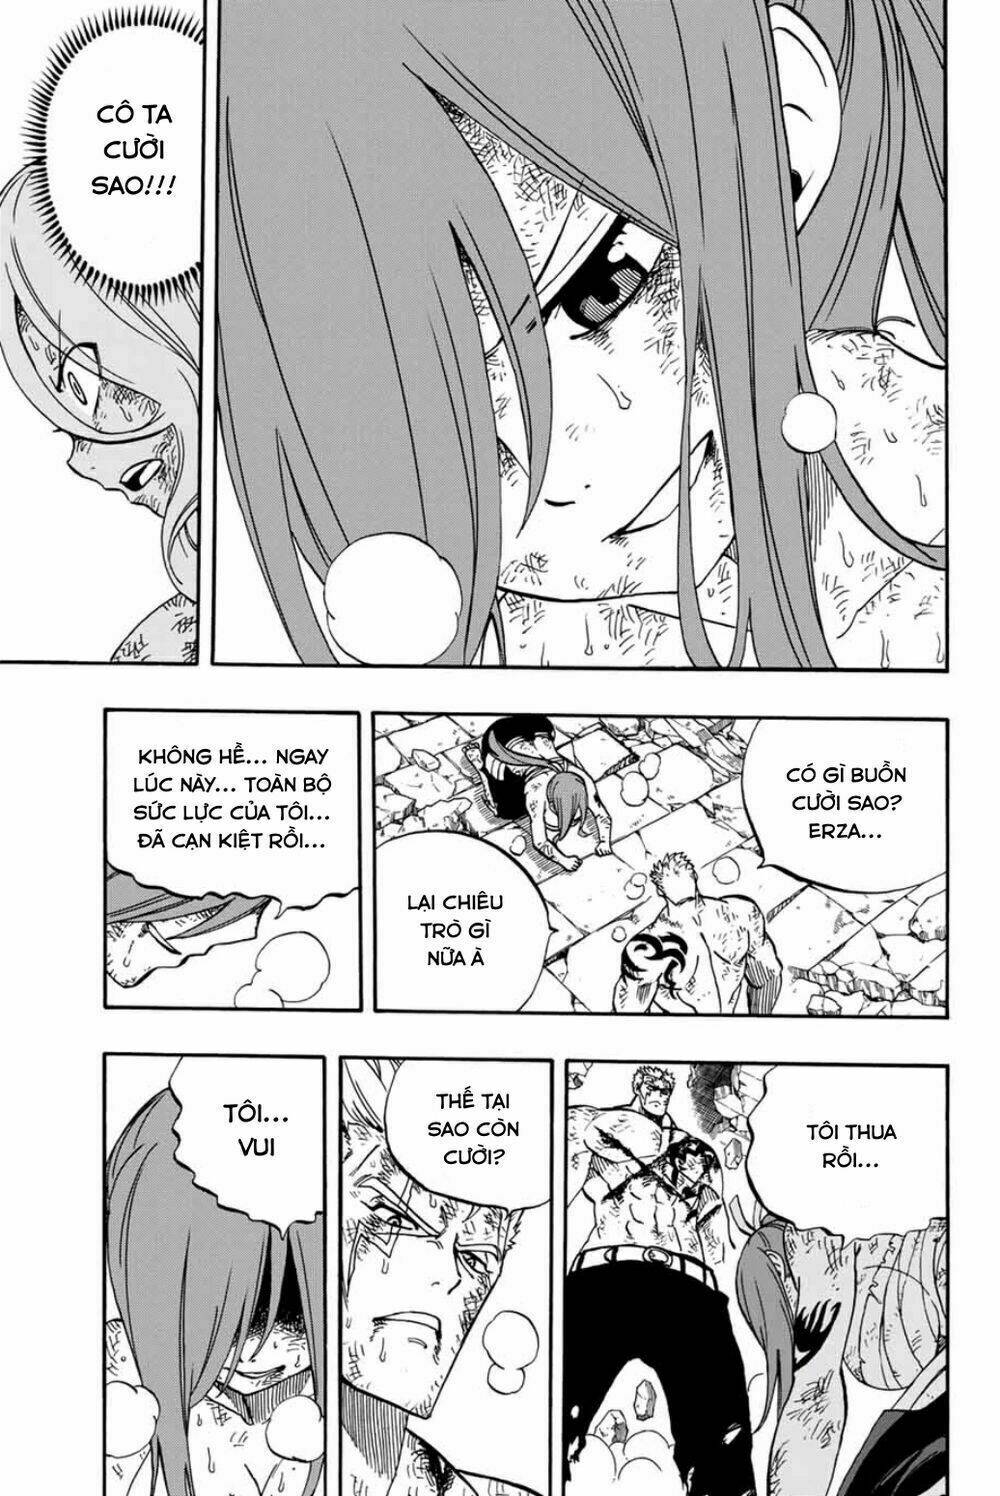 CÔ TA
CƯỜI
SAO!!!
CÓ GÌ BUỒN
CƯỜI SAO?
ERZA...
LẠI CHIÊU
TRÒ GÌ
NỮA À
KHÔNG HỀ... NGAY
LÚC NÀY... TOÀN BỘ
SỨC LỰC CỦA TÔI...
ĐÃ CẠN KIỆT RỒI...
TÔI THUA
RỒI...
THẾ TẠI
SAO CÒN
CƯỜI?
TÔI...
VUI